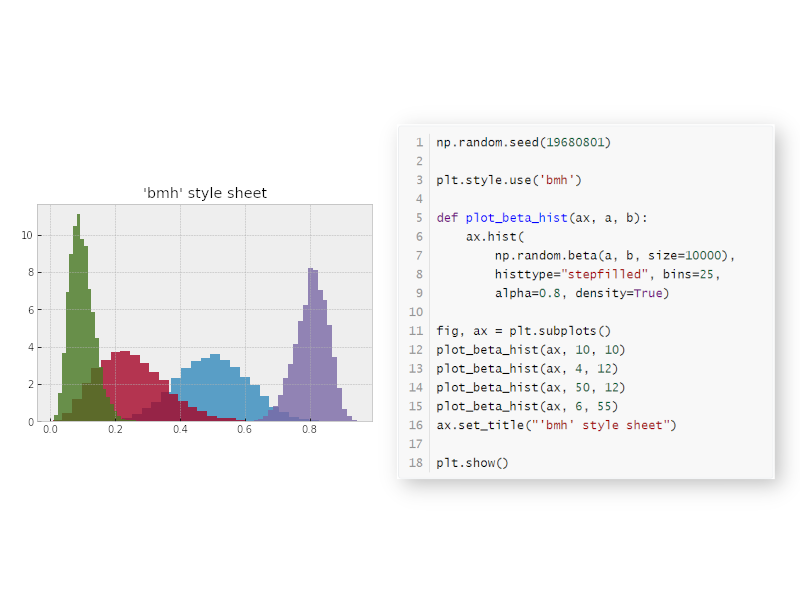 'bmh' style sheet
10
8
6
4
2
0
0.0 0.2 0.4 0.6 0.8
1 np.random.seed(19680801)
2
3 plt.style.use('bmh')
4
5 def plot_beta_hist(ax, a, b):
6     ax.hist(
7         np.random.beta(a, b, size=10000),
8         histtype="stepfilled", bins=25,
9         alpha=0.8, density=True)
10
11 fig, ax = plt.subplots()
12 plot_beta_hist(ax, 10, 10)
13 plot_beta_hist(ax, 4, 12)
14 plot_beta_hist(ax, 50, 12)
15 plot_beta_hist(ax, 6, 55)
16 ax.set_title("'bmh' style sheet")
17
18 plt.show()